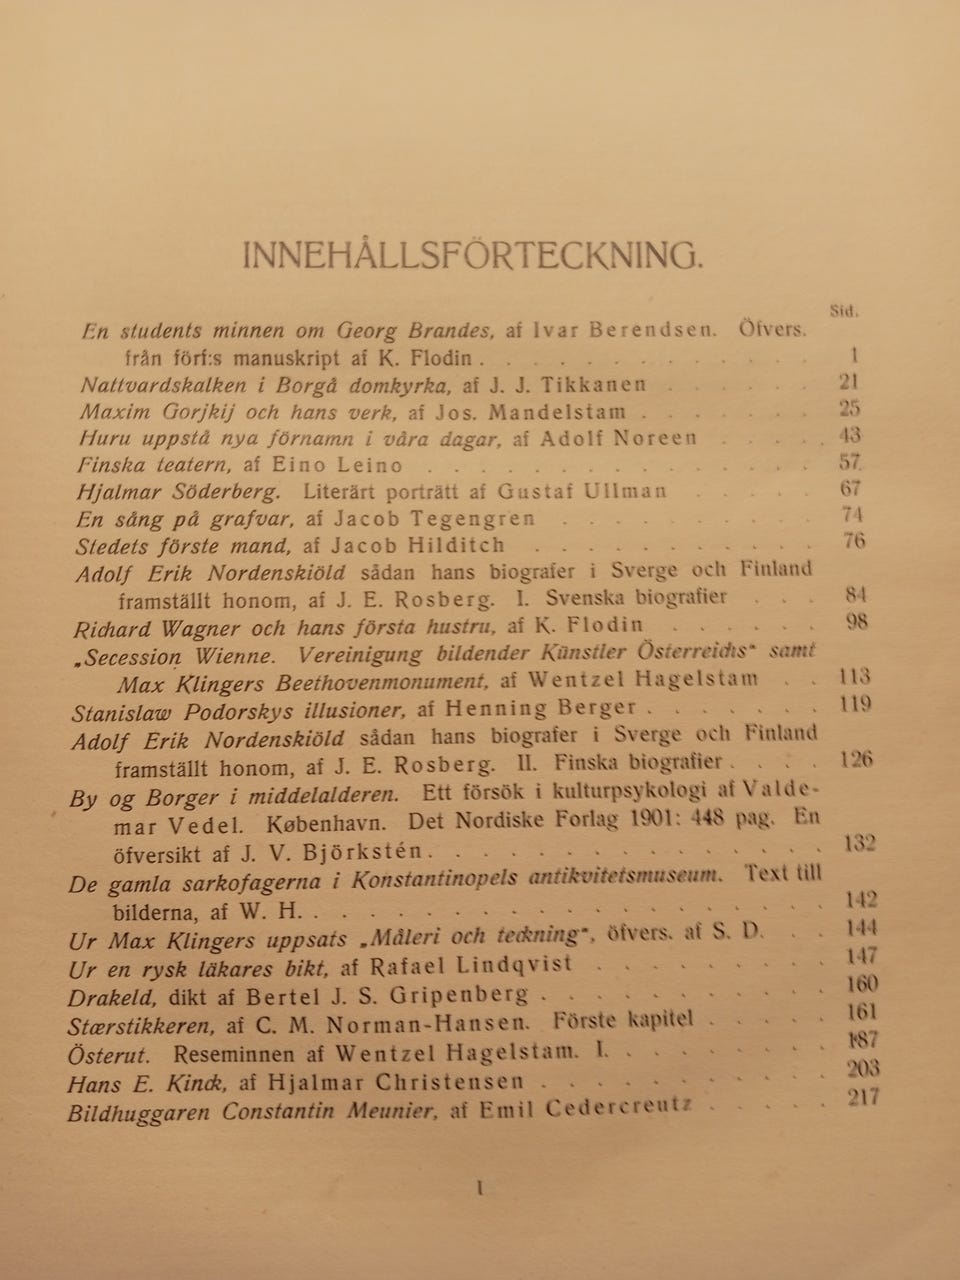 INNEHÅLLSFÖRTECKNING.
Sid.
En students minnen om Georg Brandes, af Ivar Berendsen. Öfvers.
från förf:s manuskript af K. Flodin . . . . . . . . . . . . . 1
Nattvardskalken i Borgå domkyrka, af J. J. Tikkanen . . . . . . 21
Maxim Gorjkij och hans verk, af Jos. Mandelstam . . . . . . . 25
Huru uppstå nya förnamn i våra dagar, af Adolf Noreen . . . . . 43
Finska teatern, af Eino Leino . . . . . . . . . . . . . . . 57
Hjalmar Söderberg. Literärt porträtt af Gustaf Ullman . . . . . 67
En sång på grafvar, af Jacob Tegengren . . . . . . . . . . 74
Stedets förste mand, af Jacob Hilditch . . . . . . . . . . . 76
Adolf Erik Nordenskiöld sådan hans biografer i Sverge och Finland
framställt honom, af J. E. Rosberg. I. Svenska biografier . . . 84
Richard Wagner och hans första hustru, af K. Flodin . . . . . . 98
„Secession Wienne. Vereinigung bildender Künstler Österreichs“ samt
Max Klingers Beethovenmonument, af Wentzel Hagelstam . . 113
Stanislaw Podorskys illusioner, af Henning Berger . . . . . . . 119
Adolf Erik Nordenskiöld sådan hans biografer i Sverge och Finland
framställt honom, af J. E. Rosberg. II. Finska biografier . . . . 126
By og Borger i middelalderen. Ett försök i kulturpsykologi af Valde-
mar Vedel. København. Det Nordiske Forlag 1901: 448 pag. En
öfversikt af J. V. Björkstén . . . . . . . . . . . . . . . 132
De gamla sarkofagerna i Konstantinopels antikvitetsmuseum. Text till
bilderna, af W. H. . . . . . . . . . . . . . . . . . . . 142
Ur Max Klingers uppsats „Måleri och teckning“, öfvers. af S. D. . . 144
Ur en rysk läkares bikt, af Rafael Lindqvist . . . . . . . . . 147
Drakeld, dikt af Bertel J. S. Gripenberg . . . . . . . . . . . 160
Stærstikkeren, af C. M. Norman-Hansen. Förste kapitel . . . . . 161
Österut. Reseminnen af Wentzel Hagelstam. I. . . . . . . . . 187
Hans E. Kinck, af Hjalmar Christensen . . . . . . . . . . . 203
Bildhuggaren Constantin Meunier, af Emil Cedercreutz . . . . . 217
I